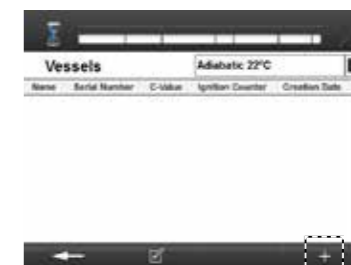 Vessels Adiabatic 22°C
Name Serial Number C-Value Ignition Counter Creation Date